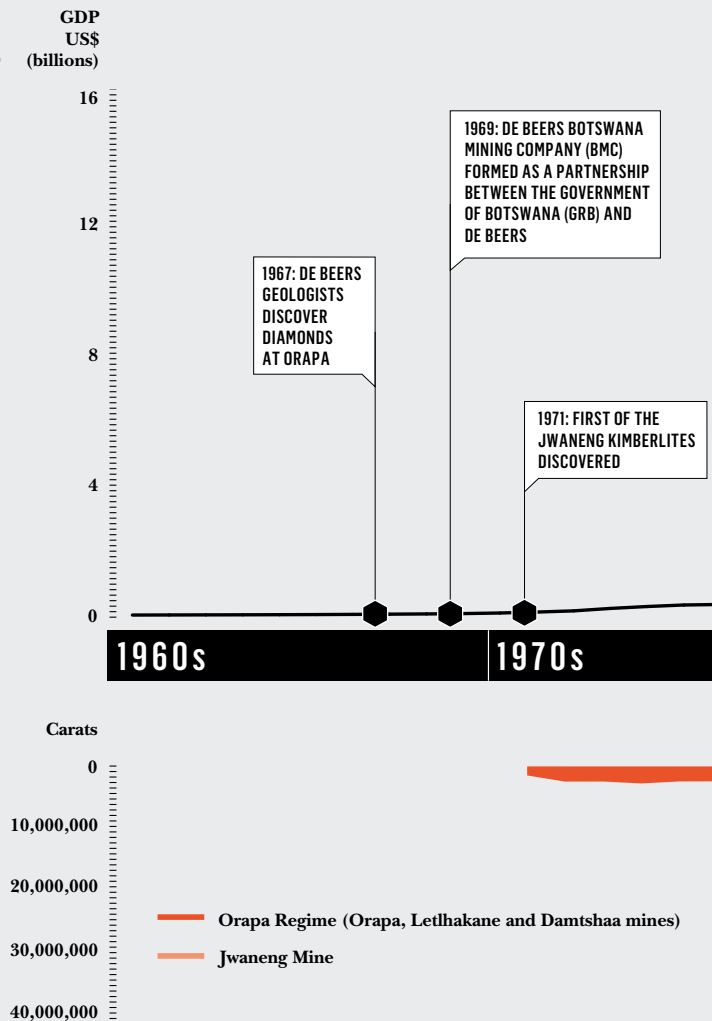 GDP
US$
(billions)
16
12
8
4
0
1967: DE BEERS
GEOLOGISTS
DISCOVER
DIAMONDS
AT ORAPA
1969: DE BEERS BOTSWANA
MINING COMPANY (BMC)
FORMED AS A PARTNERSHIP
BETWEEN THE GOVERNMENT
OF BOTSWANA (GRB) AND
DE BEERS
1971: FIRST OF THE
JWANENG KIMBERLITES
DISCOVERED
1960s
1970s
Carats
0
10,000,000
20,000,000
30,000,000
40,000,000
Orapa Regime (Orapa, Letlhakane and Damtshaa mines)
Jwaneng Mine